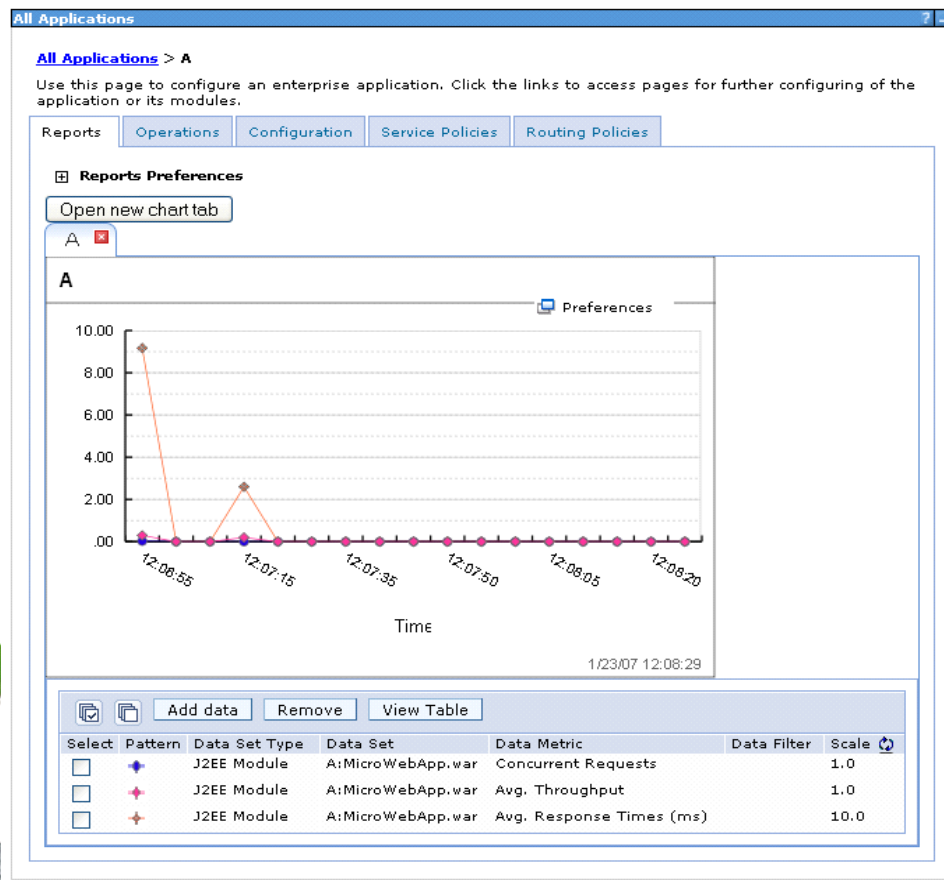 All Applications ? -
All Applications > A
Use this page to configure an enterprise application. Click the links to access pages for further configuring of the
application or its modules.
Reports Operations Configuration Service Policies Routing Policies
Reports Preferences
Open new chart tab
A
A
Preferences
10.00
8.00
6.00
4.00
2.00
.00
12:06:55 12:07:15 12:07:35 12:07:50 12:08:05 12:08:20
Time
1/23/07 12:08:29
Add data Remove View Table
Select Pattern Data Set Type Data Set Data Metric Data Filter Scale
J2EE Module A:MicroWebApp.war Concurrent Requests 1.0
J2EE Module A:MicroWebApp.war Avg. Throughput 1.0
J2EE Module A:MicroWebApp.war Avg. Response Times (ms) 10.0